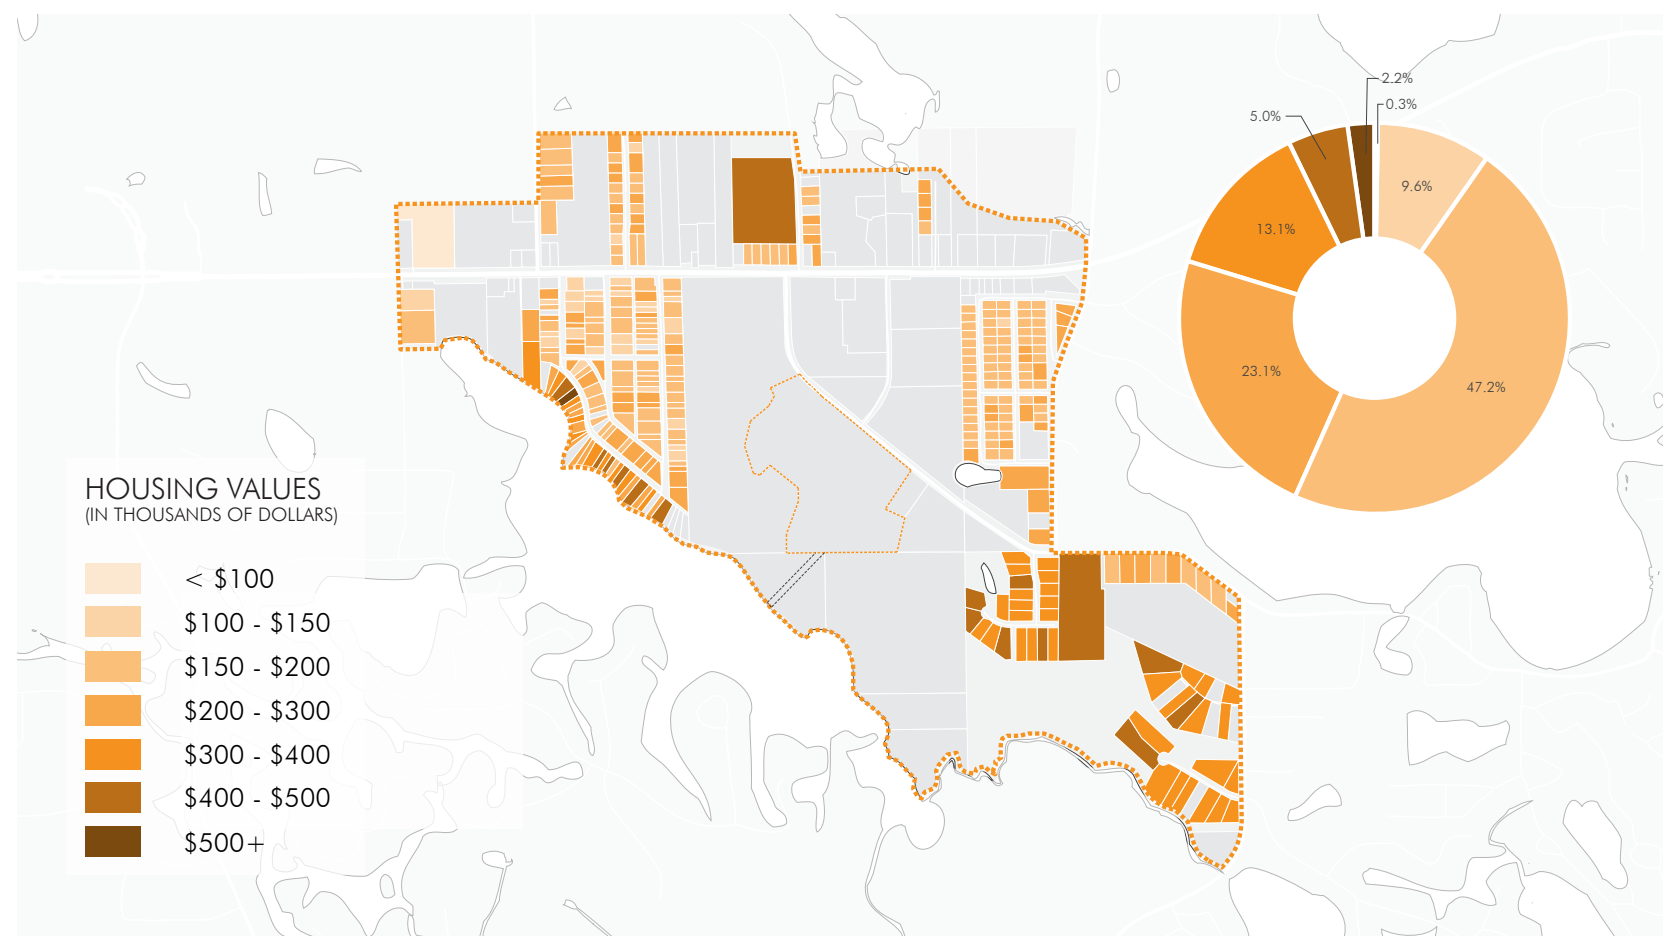 HOUSING VALUES
(IN THOUSANDS OF DOLLARS)
< $100
$100 - $150
$150 - $200
$200 - $300
$300 - $400
$400 - $500
$500+
2.2%
0.3%
5.0%
9.6%
13.1%
23.1%
47.2%